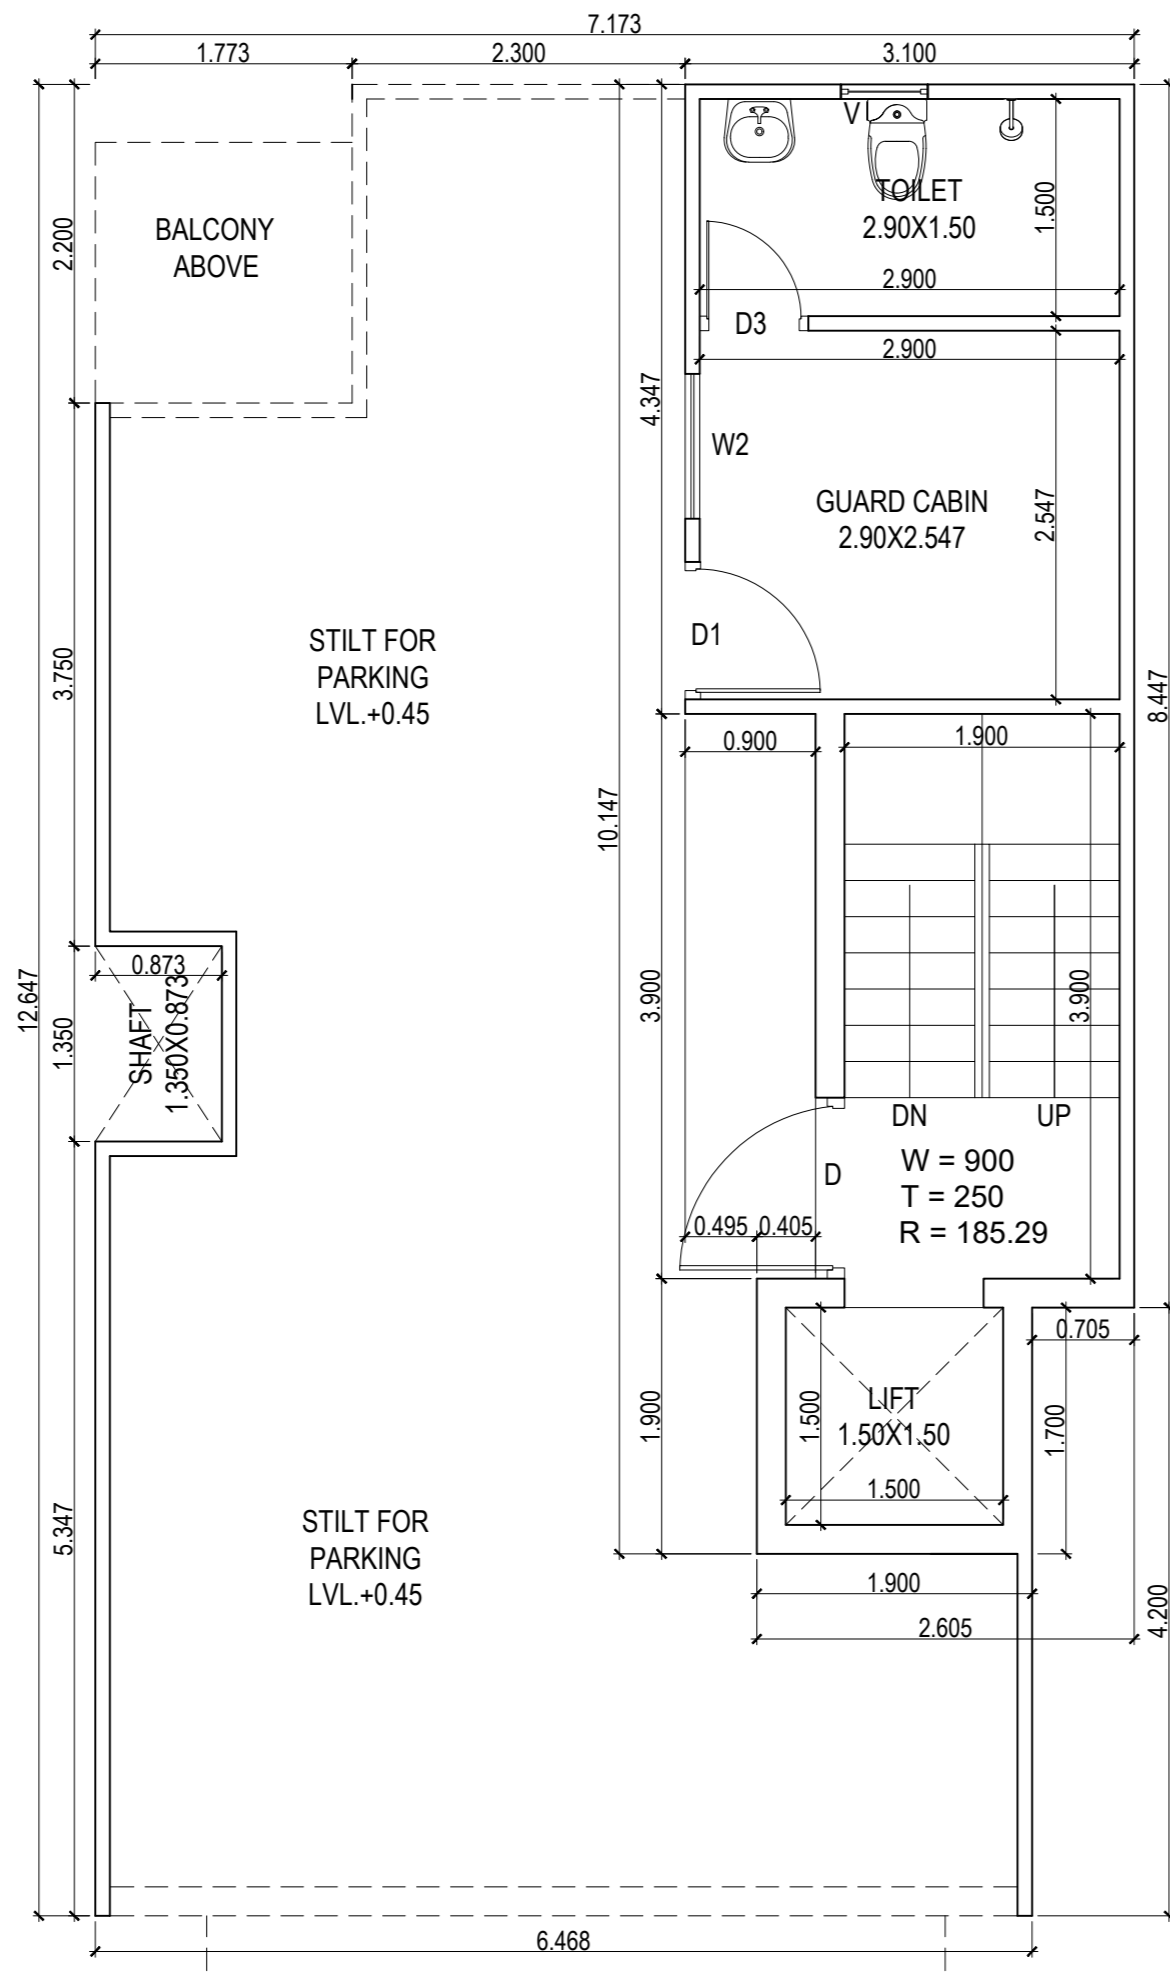 7.173
1.773
2.300
3.100
V
TOILET
2.90X1.50
1.500
2.900
BALCONY
ABOVE
2.200
D3
2.900
4.347
W2
GUARD CABIN
2.90X2.547
2.547
D1
STILT FOR
PARKING
LVL.+0.45
3.750
8.447
0.900
1.900
10.147
0.873
SHAFT
1.350X0.873
1.350
12.647
3.900
3.900
DN
UP
W = 900
T = 250
R = 185.29
D
0.495
0.405
0.705
LIFT
1.50X1.50
1.500
1.500
1.900
1.700
STILT FOR
PARKING
LVL.+0.45
5.347
1.900
2.605
4.200
6.468